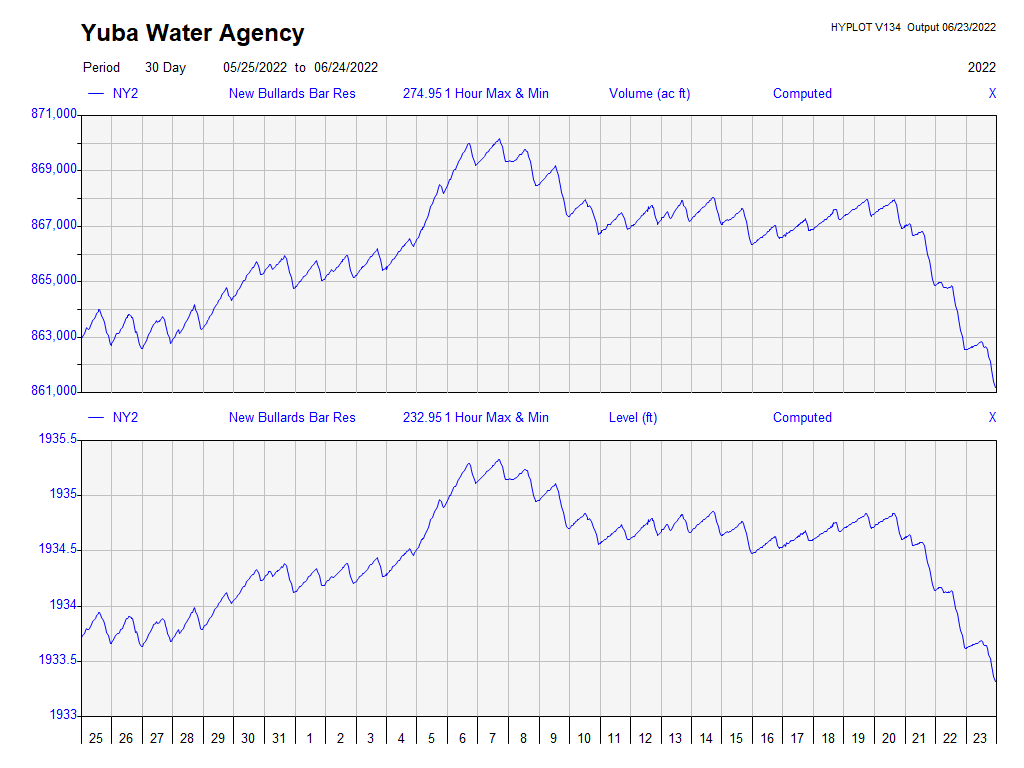 Yuba Water Agency
HYPLOT V134 Output 06/23/2022
Period 30 Day 05/25/2022 to 06/24/2022 2022
NY2 New Bullards Bar Res 274.95 1 Hour Max & Min Volume (ac ft) Computed X
871,000
869,000
867,000
865,000
863,000
861,000
NY2 New Bullards Bar Res 232.95 1 Hour Max & Min Level (ft) Computed X
1935.5
1935
1934.5
1934
1933.5
1933
25 26 27 28 29 30 31 1 2 3 4 5 6 7 8 9 10 11 12 13 14 15 16 17 18 19 20 21 22 23